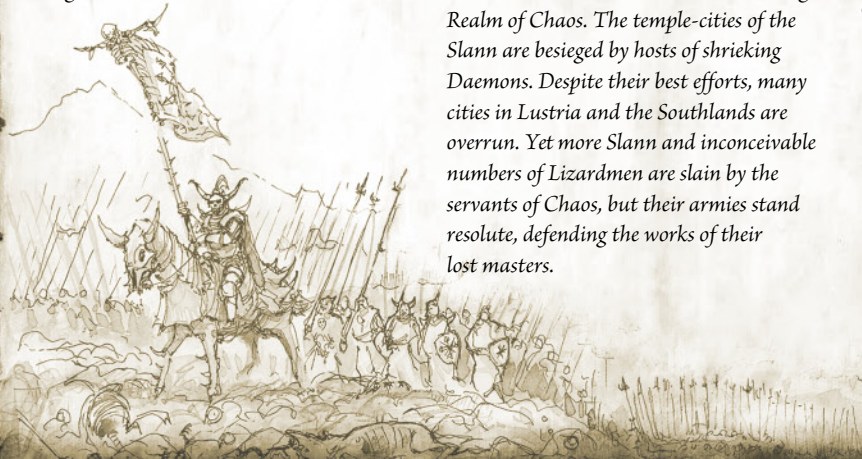 Realm of Chaos. The temple-cities of the
Slann are besieged by hosts of shrieking
Daemons. Despite their best efforts, many
cities in Lustria and the Southlands are
overrun. Yet more Slann and inconceivable
numbers of Lizardmen are slain by the
servants of Chaos, but their armies stand
resolute, defending the works of their
lost masters.